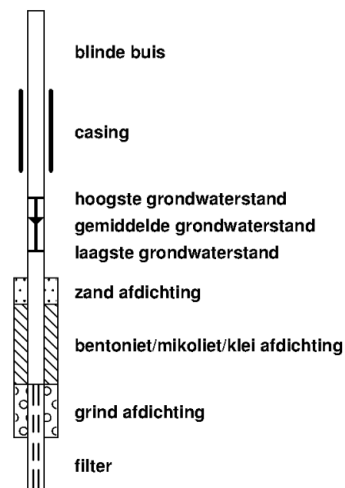 blinde buis
casing
hoogste grondwaterstand
gemiddelde grondwaterstand
laagste grondwaterstand
zand afdichting
bentoniet/mikoliet/klei afdichting
grind afdichting
filter